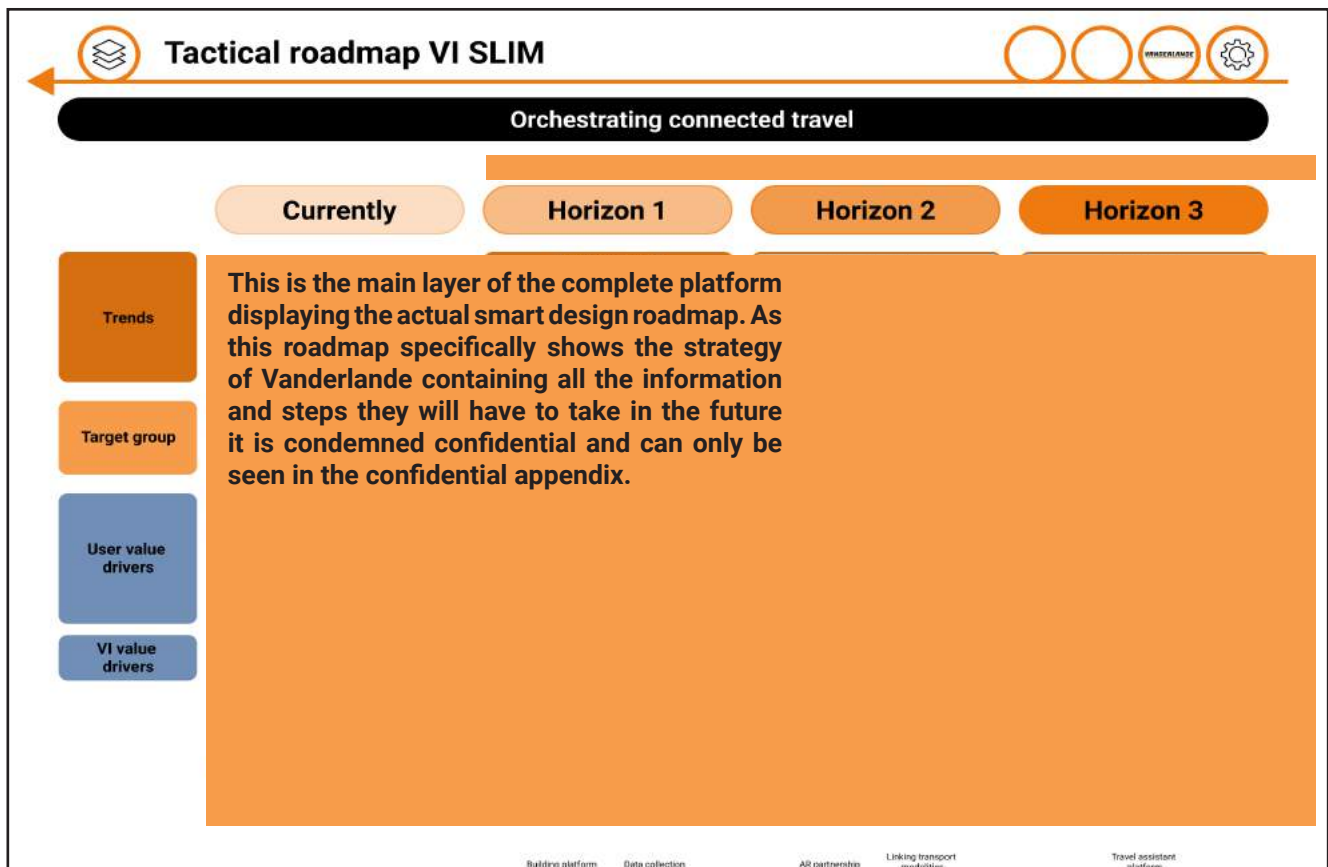 Tactical roadmap VI SLIM
VANDERLANDE
Orchestrating connected travel
Currently
Horizon 1
Horizon 2
Horizon 3
Trends
This is the main layer of the complete platform
displaying the actual smart design roadmap. As
this roadmap specifically shows the strategy
of Vanderlande containing all the information
and steps they will have to take in the future
it is condemned confidential and can only be
seen in the confidential appendix.
Target group
User value
drivers
VI value
drivers
Building platform
Data collection
AR partnership
Linking transport
modalities
Travel assistant
platform